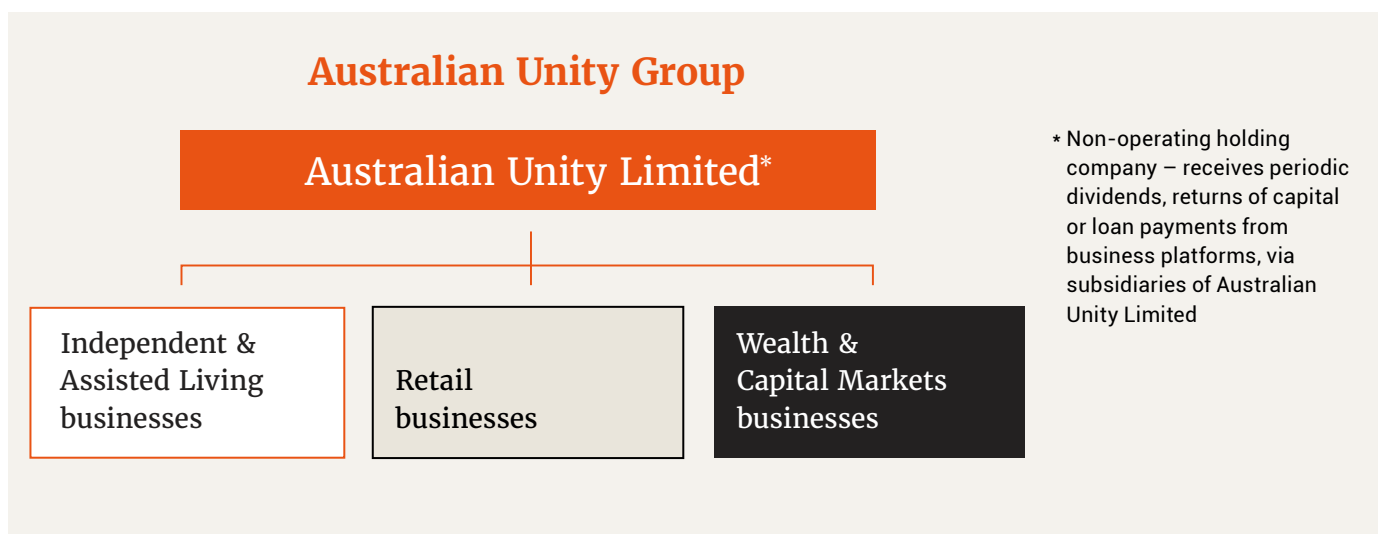 Australian Unity Group
Australian Unity Limited*
Independent &
Assisted Living
businesses
Retail
businesses
Wealth &
Capital Markets
businesses
* Non-operating holding
company – receives periodic
dividends, returns of capital
or loan payments from
business platforms, via
subsidiaries of Australian
Unity Limited